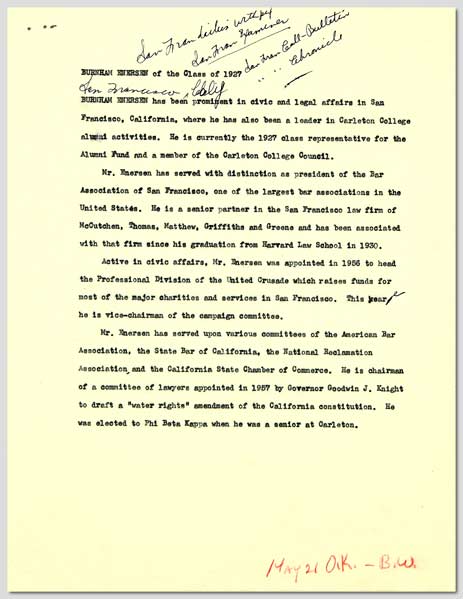 San Fran dailies with pix
San Fran Examiner
San Fran Call-Bulletin
" " Chronicle
BURNHAM ENERSEN of the Class of 1927
San Francisco, Calif
BURNHAM ENERSEN has been prominent in civic and legal affairs in San
Francisco, California, where he has also been a leader in Carleton College
alumni activities. He is currently the 1927 class representative for the
Alumni Fund and a member of the Carleton College Council.
Mr. Enersen has served with distinction as president of the Bar
Association of San Francisco, one of the largest bar associations in the
United States. He is a senior partner in the San Francisco law firm of
McCutchen, Thomas, Matthew, Griffiths and Greene and has been associated
with that firm since his graduation from Harvard Law School in 1930.
Active in civic affairs, Mr. Enersen was appointed in 1956 to head
the Professional Division of the United Crusade which raises funds for
most of the major charities and services in San Francisco. This year
he is vice-chairman of the campaign committee.
Mr. Enersen has served upon various committees of the American Bar
Association, the State Bar of California, the National Reclamation
Association, and the California State Chamber of Commerce. He is chairman
of a committee of lawyers appointed in 1957 by Governor Goodwin J. Knight
to draft a "water rights" amendment of the California constitution. He
was elected to Phi Beta Kappa when he was a senior at Carleton.
May 21 O.K. - B.W.